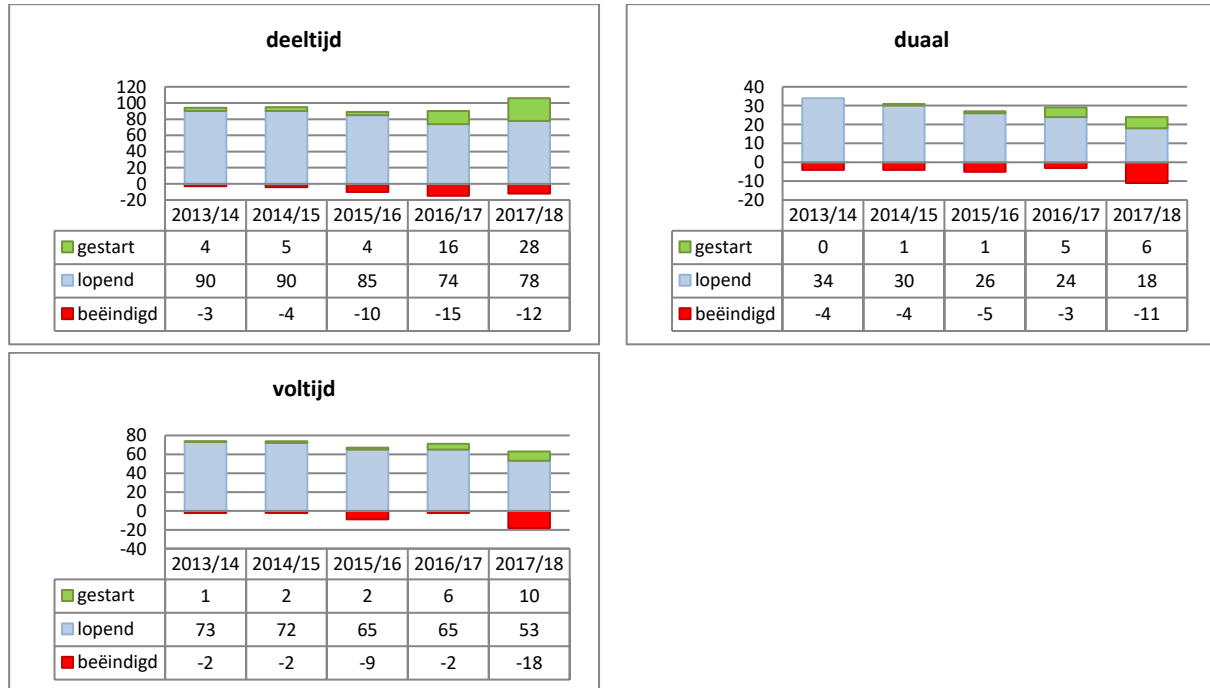 deeltijd
120
100
80
60
40
20
0
-20
2013/14 2014/15 2015/16 2016/17 2017/18
gestart 4 5 4 16 28
lopend 90 90 85 74 78
beëindigd -3 -4 -10 -15 -12
duaal
40
30
20
10
0
-10
-20
2013/14 2014/15 2015/16 2016/17 2017/18
gestart 0 1 1 5 6
lopend 34 30 26 24 18
beëindigd -4 -4 -5 -3 -11
voltijd
80
60
40
20
0
-20
-40
2013/14 2014/15 2015/16 2016/17 2017/18
gestart 1 2 2 6 10
lopend 73 72 65 65 53
beëindigd -2 -2 -9 -2 -18